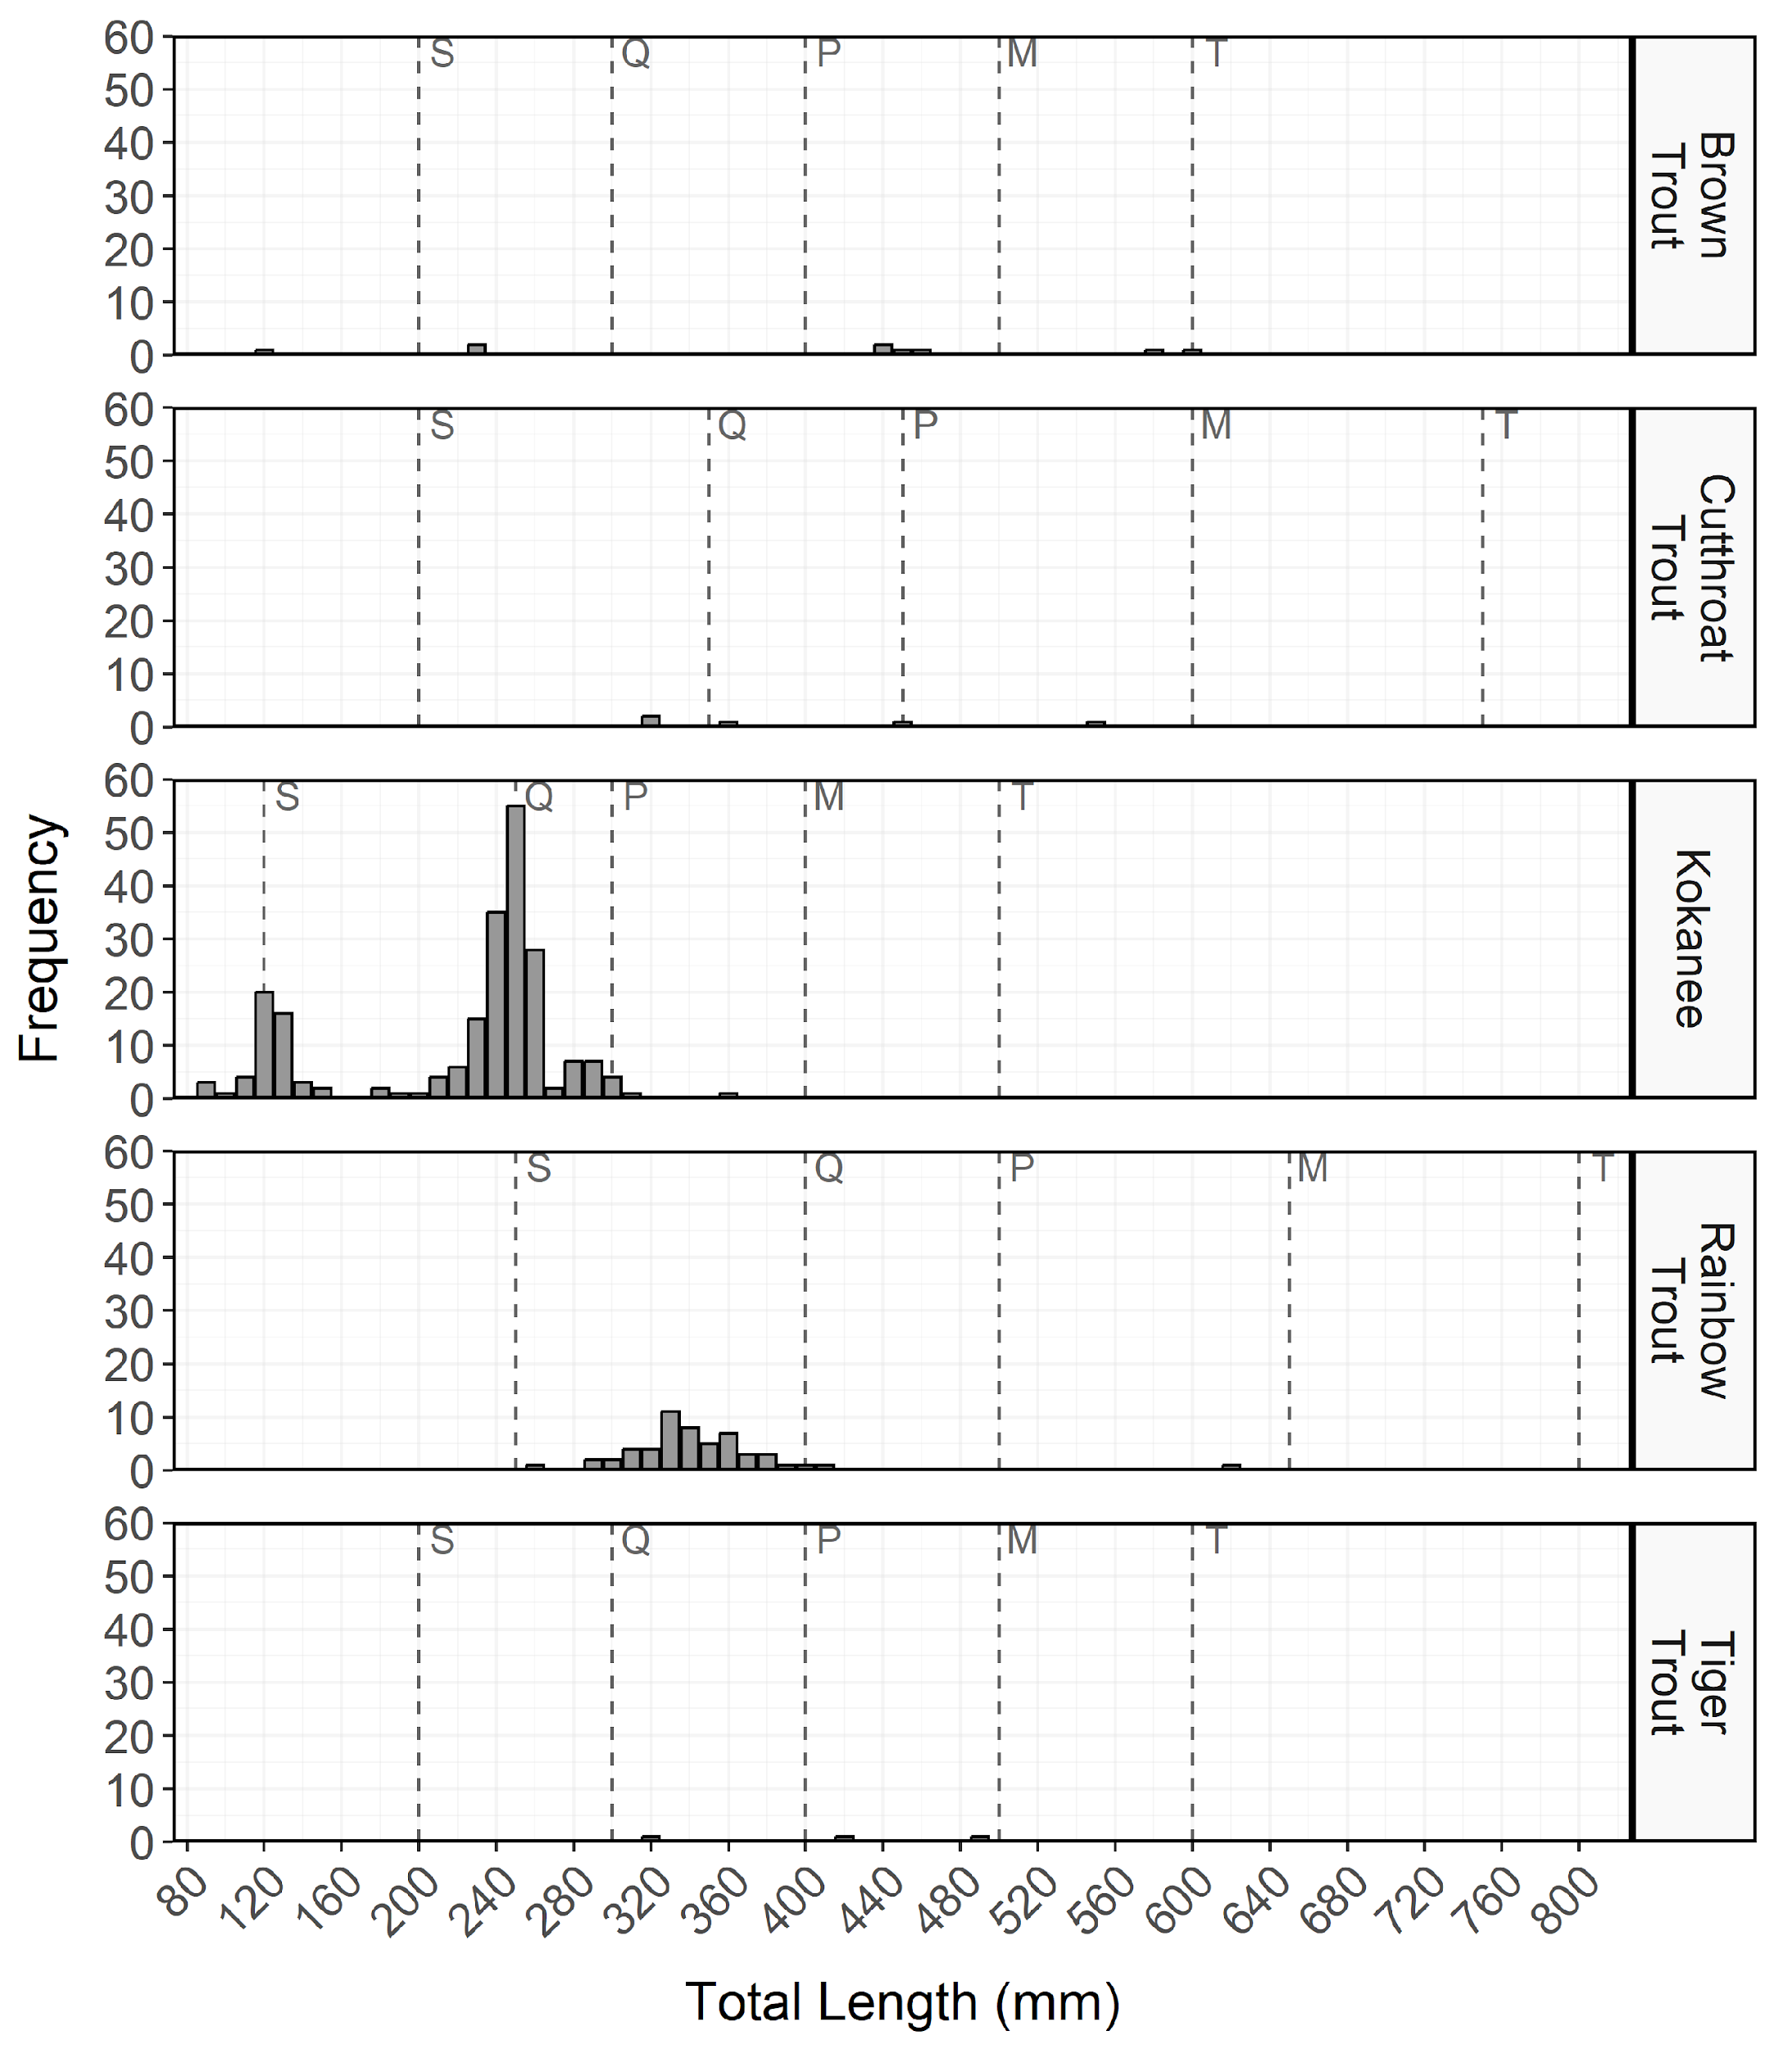 60
50
40
30
20
10
0
S Q P M T
Brown
Trout
60
50
40
30
20
10
0
S Q P M T
Cutthroat
Trout
60
50
40
30
20
10
0
S Q P M T
Kokanee
60
50
40
30
20
10
0
S Q P M T
Rainbow
Trout
60
50
40
30
20
10
0
S Q P M T
Tiger
Trout
80 120 160 200 240 280 320 360 400 440 480 520 560 600 640 680 720 760 800
Total Length (mm)
Frequency